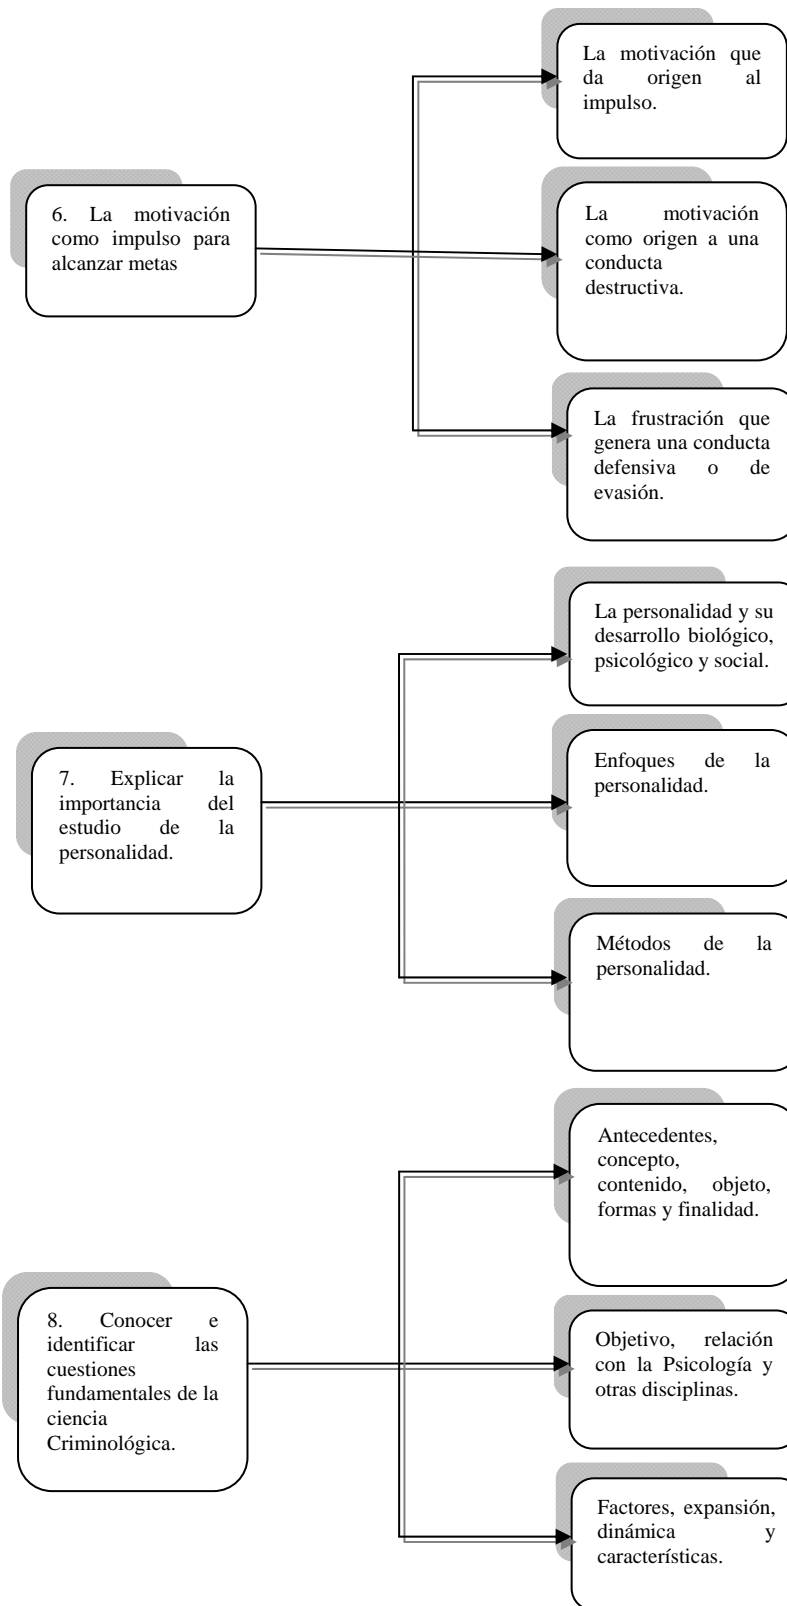 La motivación que
da origen al
impulso.
6. La motivación
como impulso para
alcanzar metas
La motivación
como origen a una
conducta
destructiva.
La frustración que
genera una conducta
defensiva o de
evasión.
La personalidad y su
desarrollo biológico,
psicológico y social.
7. Explicar la
importancia del
estudio de la
personalidad.
Enfoques de la
personalidad.
Métodos de la
personalidad.
Antecedentes,
concepto,
contenido, objeto,
formas y finalidad.
8. Conocer e
identificar las
cuestiones
fundamentales de la
ciencia
Criminológica.
Objetivo, relación
con la Psicología y
otras disciplinas.
Factores, expansión,
dinámica y
características.